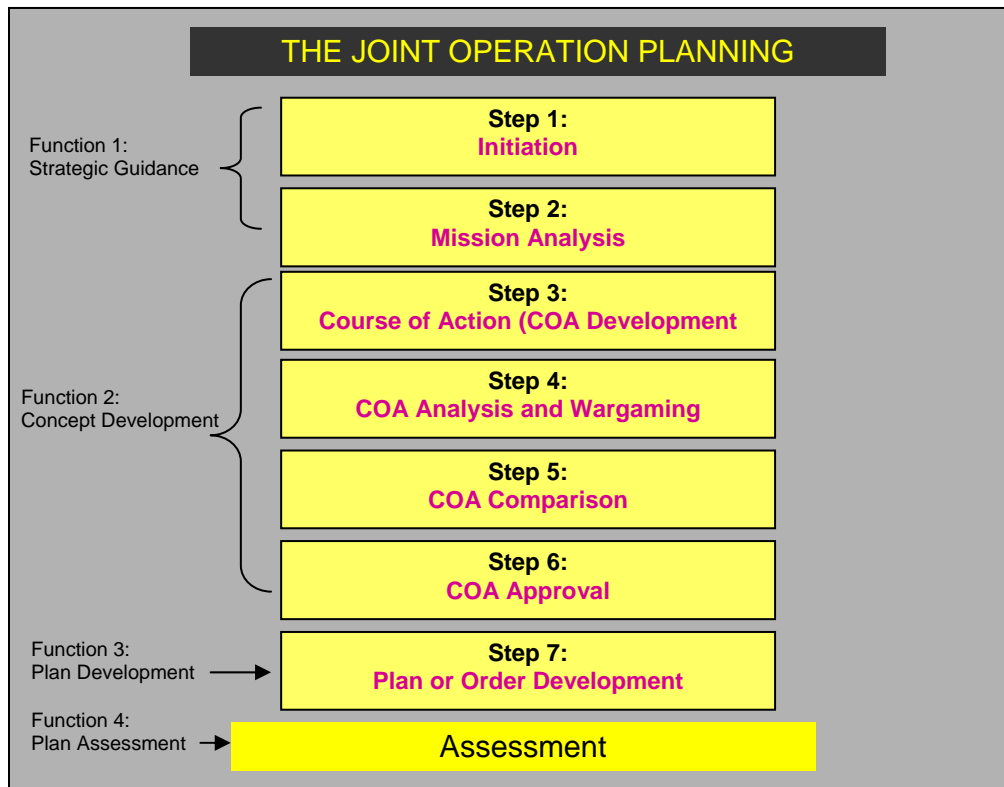 THE JOINT OPERATION PLANNING
Function 1:
Strategic Guidance
Step 1:
Initiation
Step 2:
Mission Analysis
Function 2:
Concept Development
Step 3:
Course of Action (COA Development
Step 4:
COA Analysis and Wargaming
Step 5:
COA Comparison
Step 6:
COA Approval
Function 3:
Plan Development
Step 7:
Plan or Order Development
Function 4:
Plan Assessment
Assessment